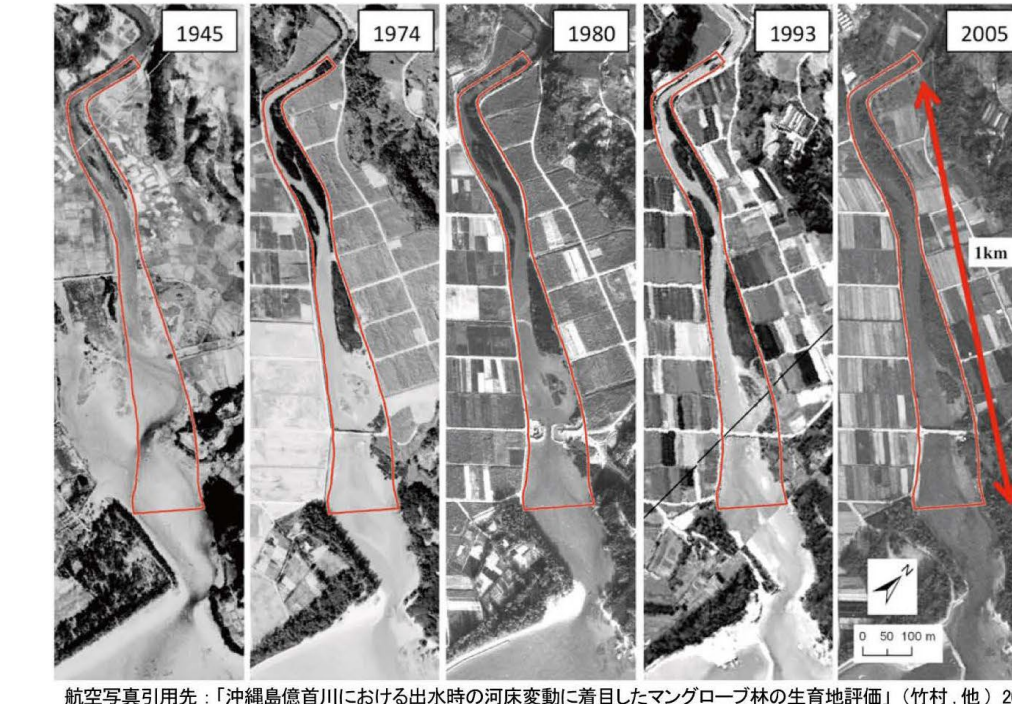 1945
1974
1980
1993
2005
1km
N
0 50 100 m
航空写真引用先：「沖縄島億首川における出水時の河床変動に着目したマングローブ林の生育地評価」（竹村，他）